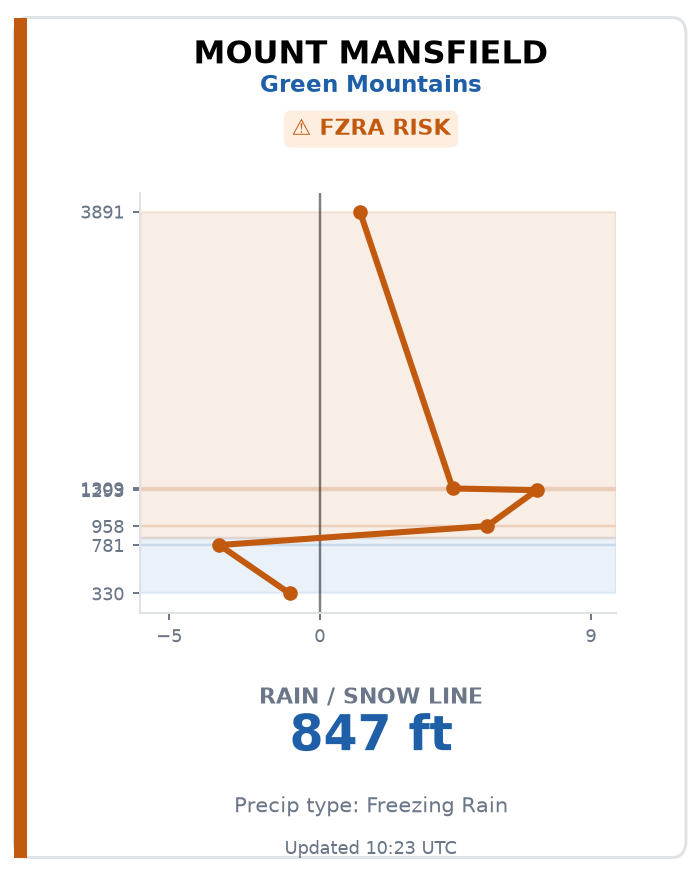 MOUNT MANSFIELD
Green Mountains
⚠ FZRA RISK
3891
958
781
330
−5 0 9
RAIN / SNOW LINE
847 ft
Precip type: Freezing Rain
Updated 10:23 UTC